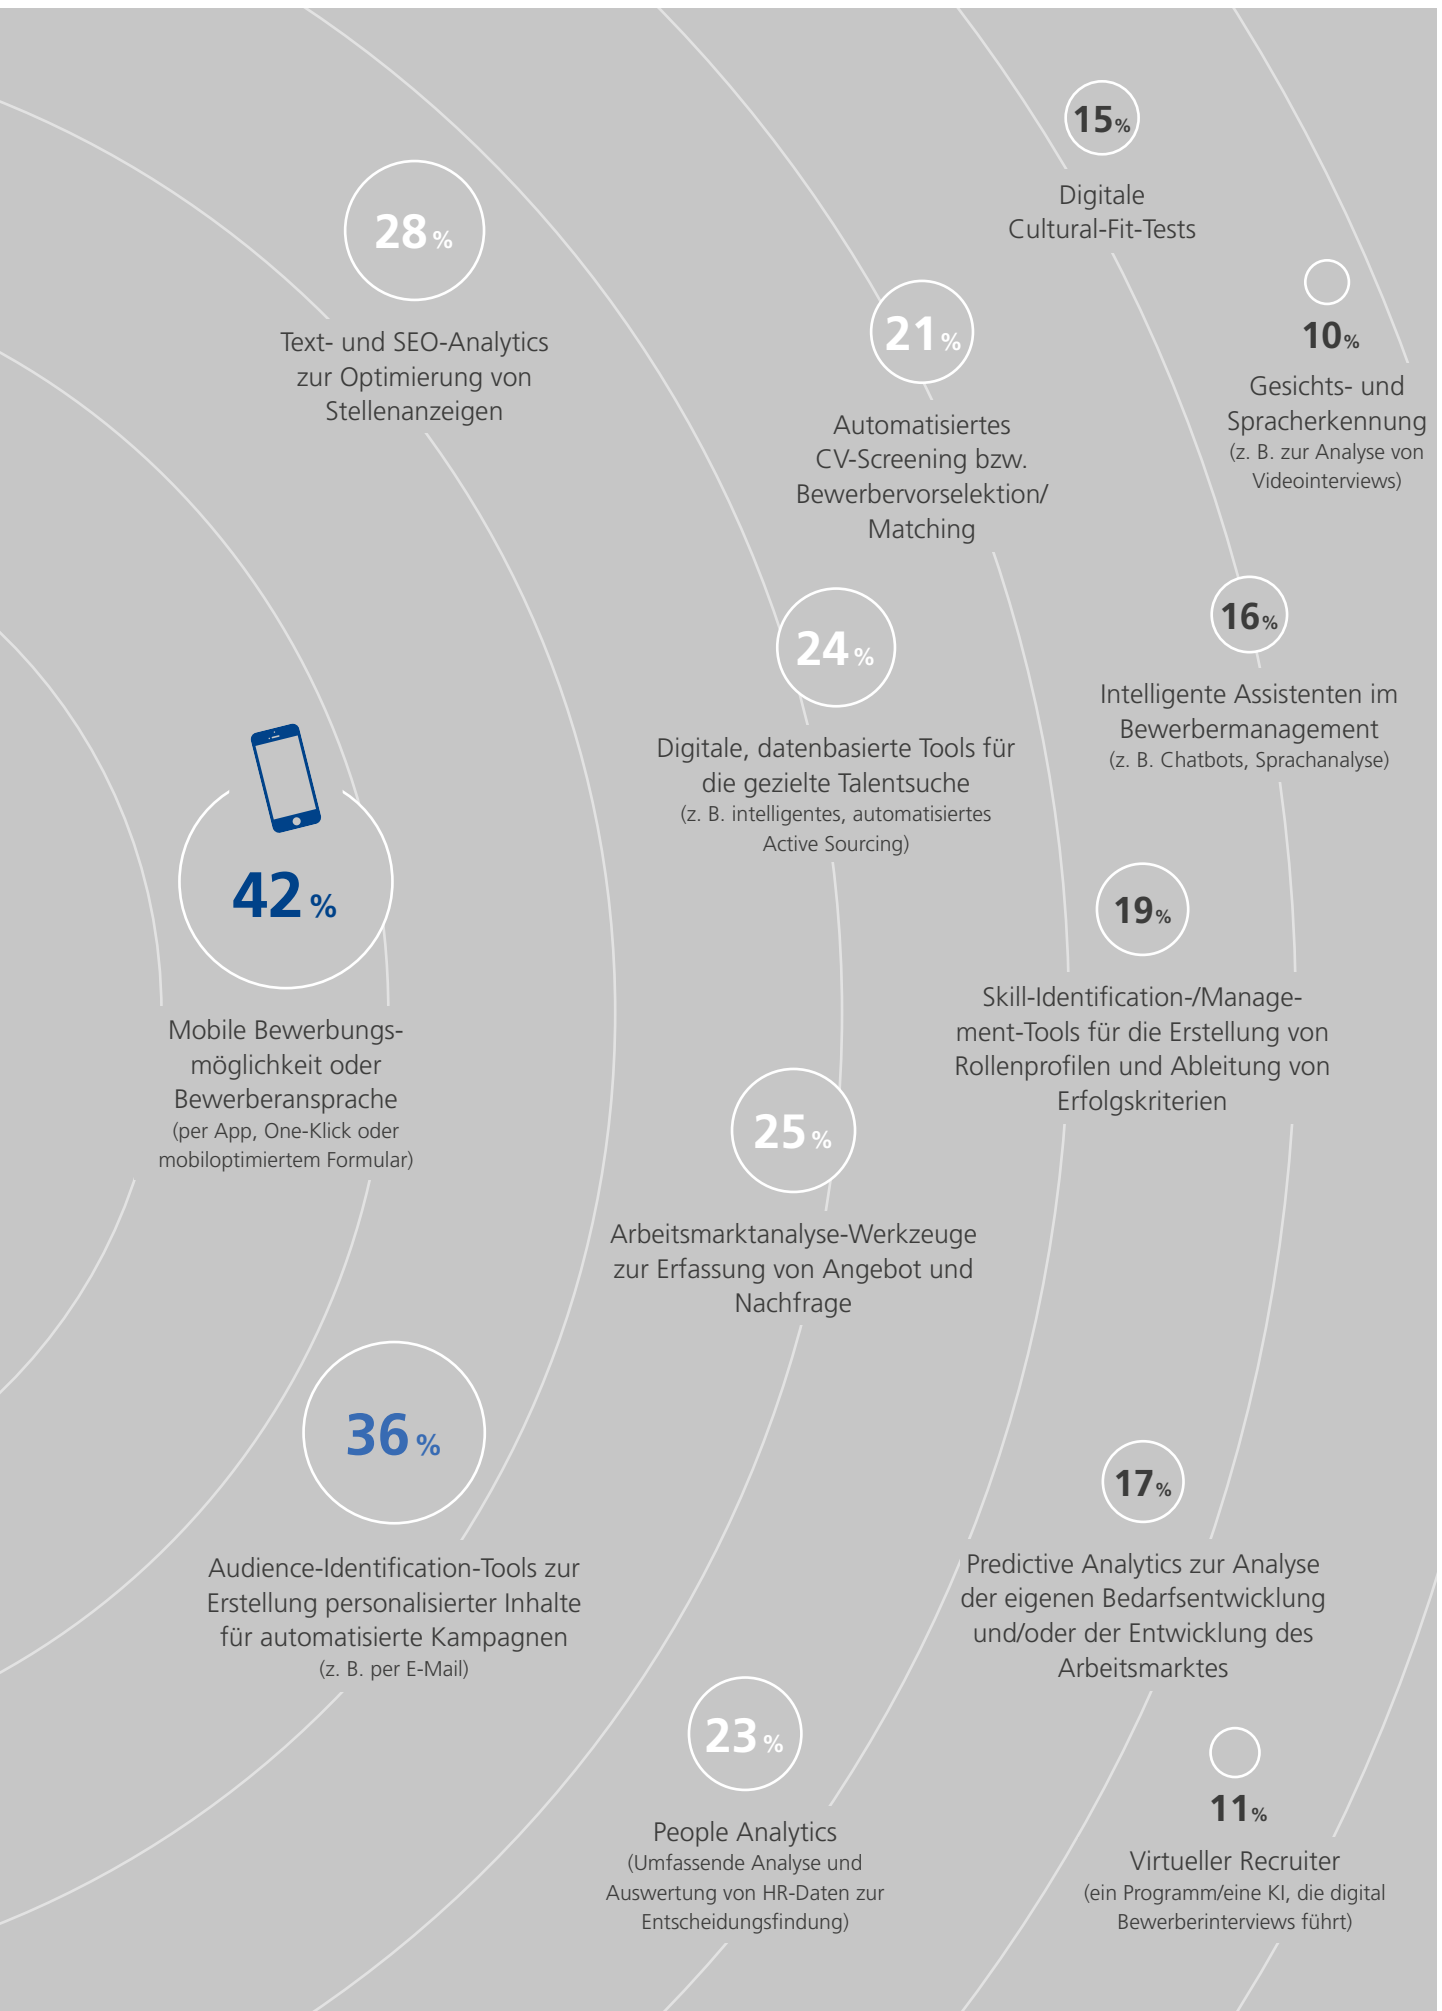 15%
Digitale
Cultural-Fit-Tests
28%
Text- und SEO-Analytics
zur Optimierung von
Stellenanzeigen
21%
Automatisiertes
CV-Screening bzw.
Bewerbervorselektion/
Matching
10%
Gesichts- und
Spracherkennung
(z. B. zur Analyse von
Videointerviews)
24%
Digitale, datenbasierte Tools für
die gezielte Talentsuche
(z. B. intelligentes, automatisiertes
Active Sourcing)
16%
Intelligente Assistenten im
Bewerbermanagement
(z. B. Chatbots, Sprachanalyse)
42%
Mobile Bewerbungs-
möglichkeit oder
Bewerberansprache
(per App, One-Klick oder
mobiloptimiertem Formular)
19%
Skill-Identification-/Manage-
ment-Tools für die Erstellung von
Rollenprofilen und Ableitung von
Erfolgskriterien
25%
Arbeitsmarktanalyse-Werkzeuge
zur Erfassung von Angebot und
Nachfrage
36%
Audience-Identification-Tools zur
Erstellung personalisierter Inhalte
für automatisierte Kampagnen
(z. B. per E-Mail)
17%
Predictive Analytics zur Analyse
der eigenen Bedarfsentwicklung
und/oder der Entwicklung des
Arbeitsmarktes
23%
People Analytics
(Umfassende Analyse und
Auswertung von HR-Daten zur
Entscheidungsfindung)
11%
Virtueller Recruiter
(ein Programm/eine KI, die digital
Bewerberinterviews führt)